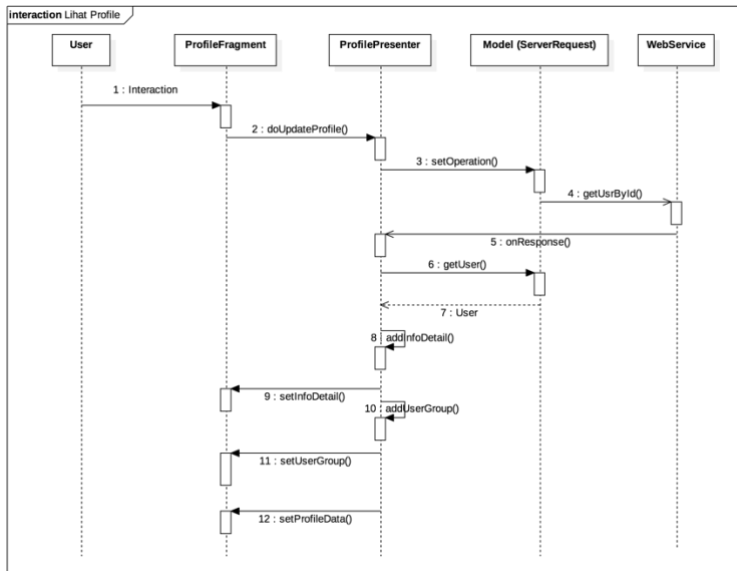 interaction Lihat Profile
User
ProfileFragment
ProfilePresenter
Model (ServerRequest)
WebService
1 : Interaction
2 : doUpdateProfile()
3 : setOperation()
4 : getUsrById()
5 : onResponse()
6 : getUser()
7 : User
8 : addInfoDetail()
9 : setInfoDetail()
10 : addUserGroup()
11 : setUserGroup()
12 : setProfileData()